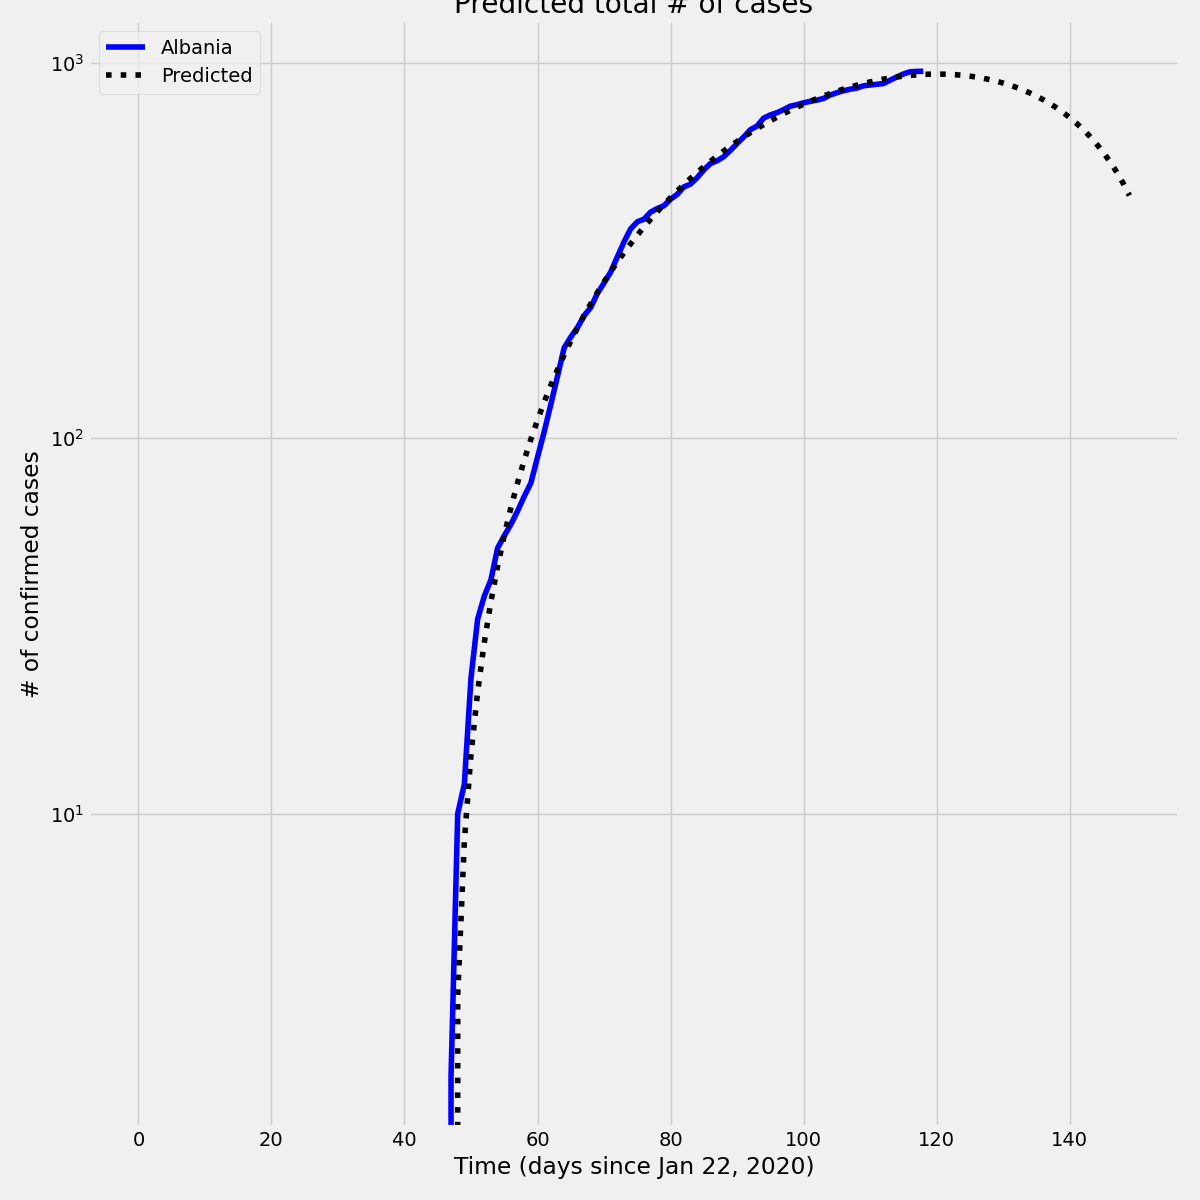 Predicted total # of cases
Albania
Predicted
10³
10²
10¹
# of confirmed cases
0 20 40 60 80 100 120 140
Time (days since Jan 22, 2020)